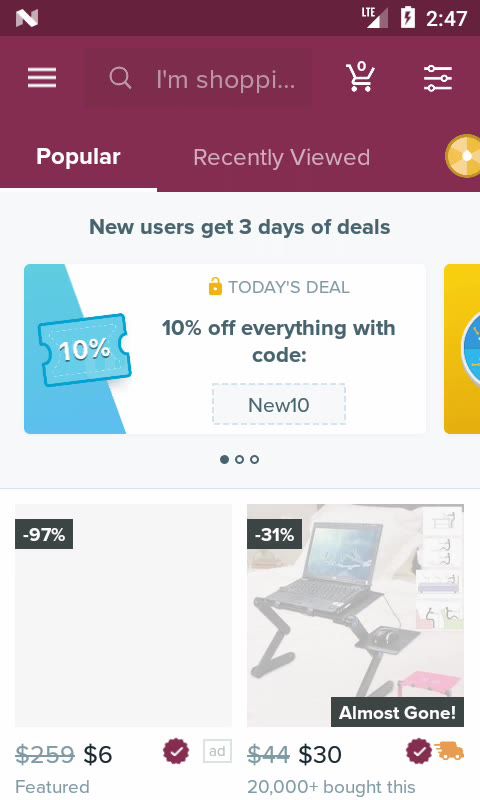 LTE 2:47
I'm shoppi...
0
Popular
Recently Viewed
New users get 3 days of deals
TODAY'S DEAL
10% off everything with
code:
10%
New10
-97%
-31%
Almost Gone!
$259 $6
ad
$44 $30
Featured
20,000+ bought this